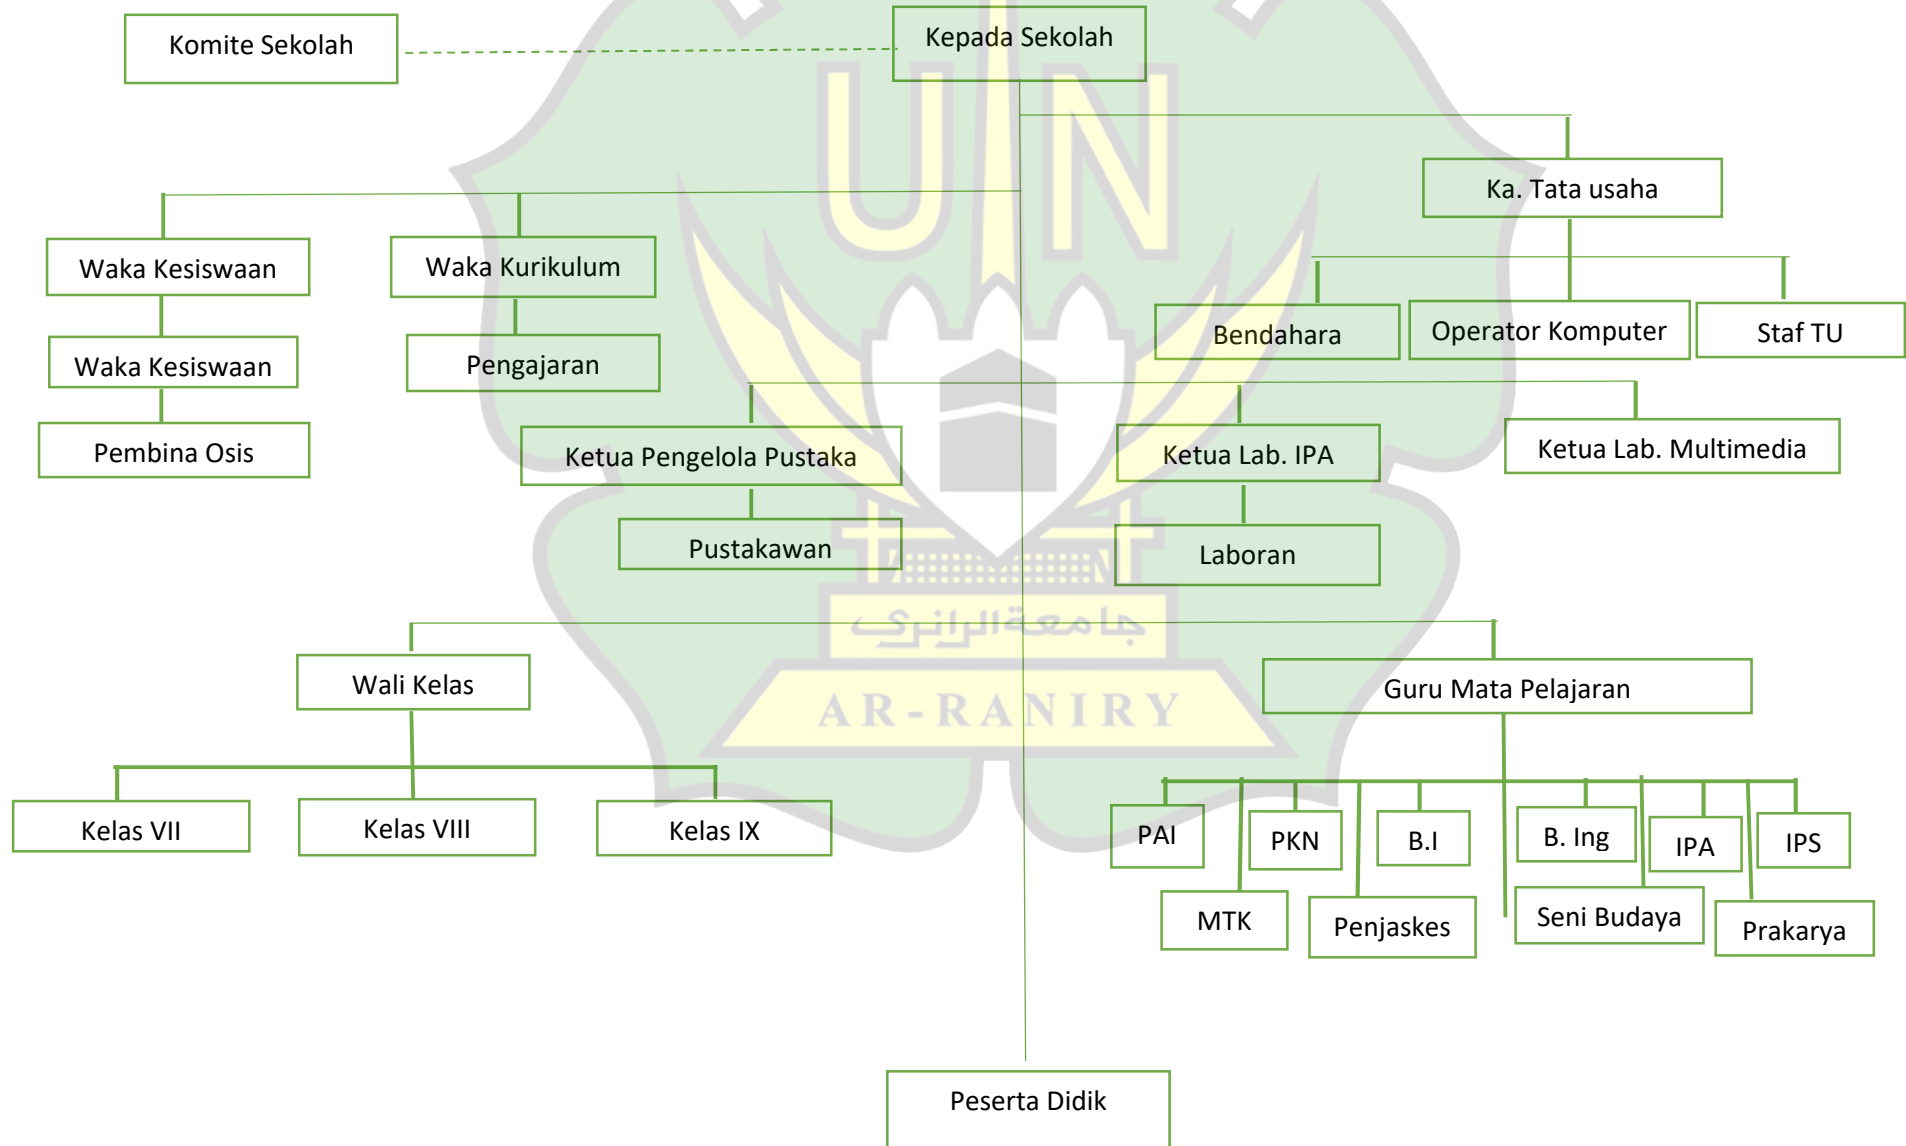 Komite Sekolah
Kepada Sekolah
UIN
Ka. Tata usaha
Waka Kesiswaan
Waka Kurikulum
Bendahara
Operator Komputer
Staf TU
Waka Kesiswaan
Pengajaran
Pembina Osis
Ketua Pengelola Pustaka
Ketua Lab. IPA
Ketua Lab. Multimedia
Pustakawan
Laboran
جامعةالرانري
Wali Kelas
Guru Mata Pelajaran
AR-RANIRY
Kelas VII
Kelas VIII
Kelas IX
PAI
PKN
B.I
B. Ing
IPA
IPS
MTK
Penjaskes
Seni Budaya
Prakarya
Peserta Didik